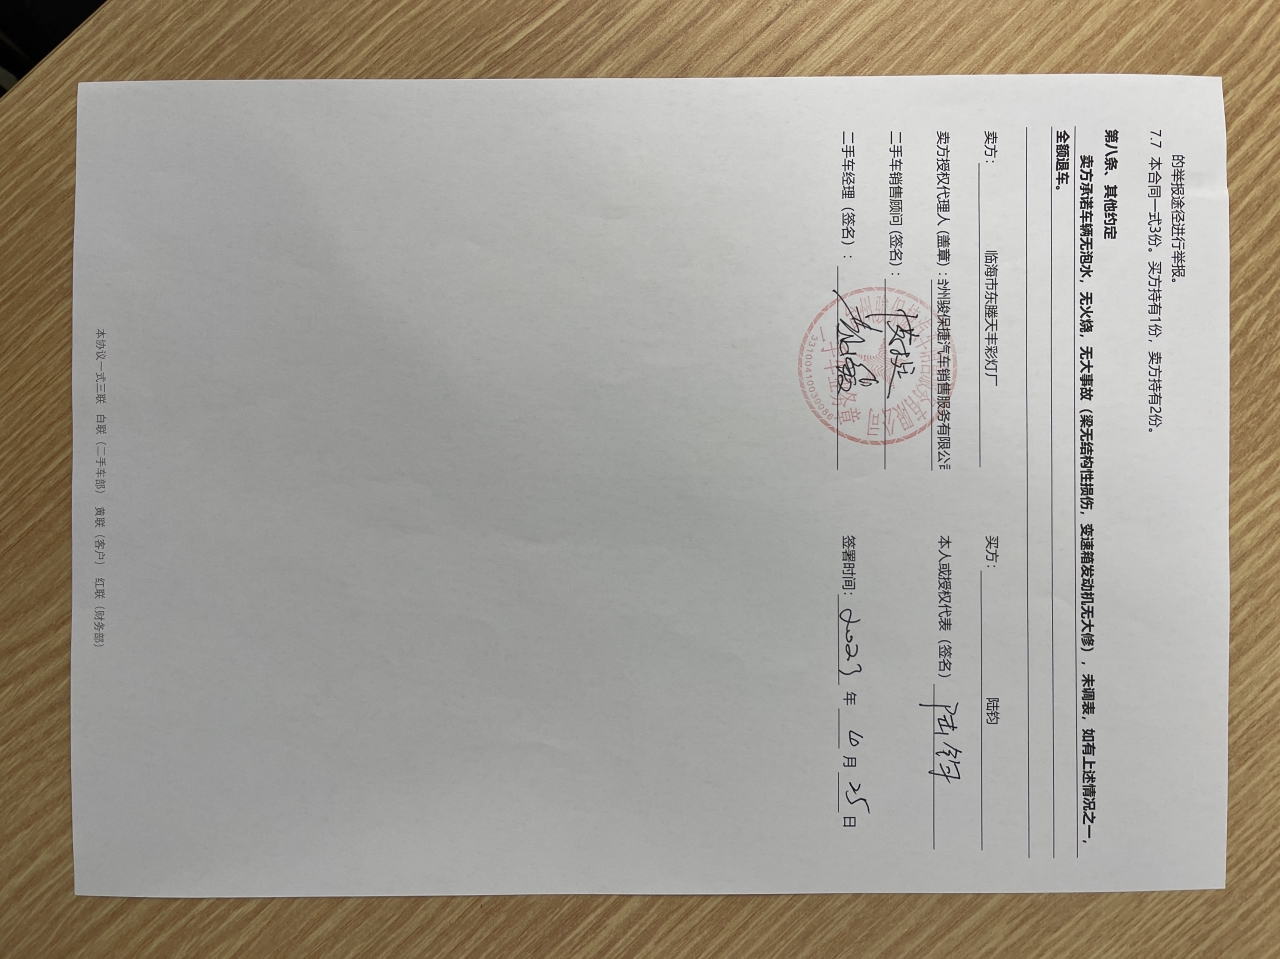 的举报途径进行举报。
7.7 本合同一式3份。买方持有1份，卖方持有2份。
第八条、其他约定
卖方承诺车辆无泡水，无火烧，无大事故（梁无结构性损伤，变速箱发动机无大修），未调表，如有上述情况之一，
全额退车。
卖方： 临海市东塍天丰彩灯厂 买方： 陆钧
卖方授权代理人 (盖章)：台州骏保捷汽车销售服务有限公司 本人或授权代表（签名） 陆钧
二手车销售顾问 (签名)：
二手车经理（签名）： 签署时间： 2023 年 10 月 25 日
二手车业务章
本协议一式三联 白联（二手车部） 黄联（客户） 红联（财务部）